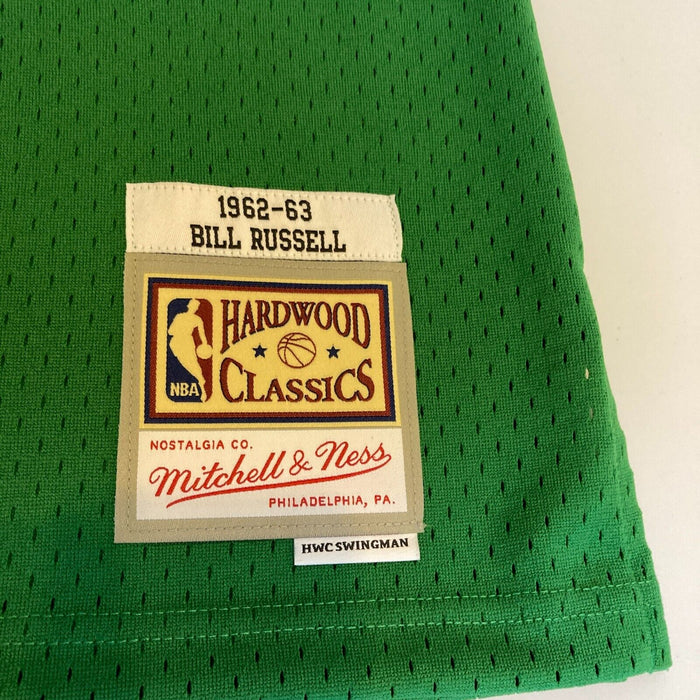 1962-63
BILL RUSSELL
HARDWOOD
CLASSICS
NBA
NOSTALGIA CO.
Mitchell & Ness
PHILADELPHIA, PA.
HWC SWINGMAN